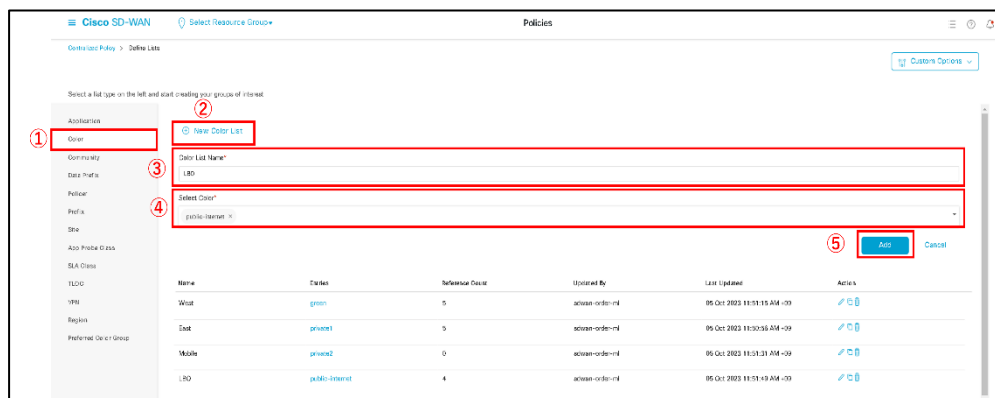 Cisco SD-WAN Select Resource Group▾ Policies
Centralized Policy > Define Lists
Custom Options
Select a list type on the left and start creating your groups of interest
②
Application
① Color
⊕ New Color List
Community
Color List Name*
③
Data Prefix
LBO
Policer
Select Color*
④
Prefix
public-internet ×
Site
App Probe Class
⑤ Add Cancel
SLA Class
TLOC
Name Entries Reference Count Updated By Last Updated Action
VPN
West green 5 sdwan-order-ml 05 Oct 2023 11:51:15 AM +09
Region
East private1 5 sdwan-order-ml 05 Oct 2023 11:50:56 AM +09
Preferred Color Group
Mobile private2 0 sdwan-order-ml 05 Oct 2023 11:51:31 AM +09
LBO public-internet 4 sdwan-order-ml 05 Oct 2023 11:51:49 AM +09